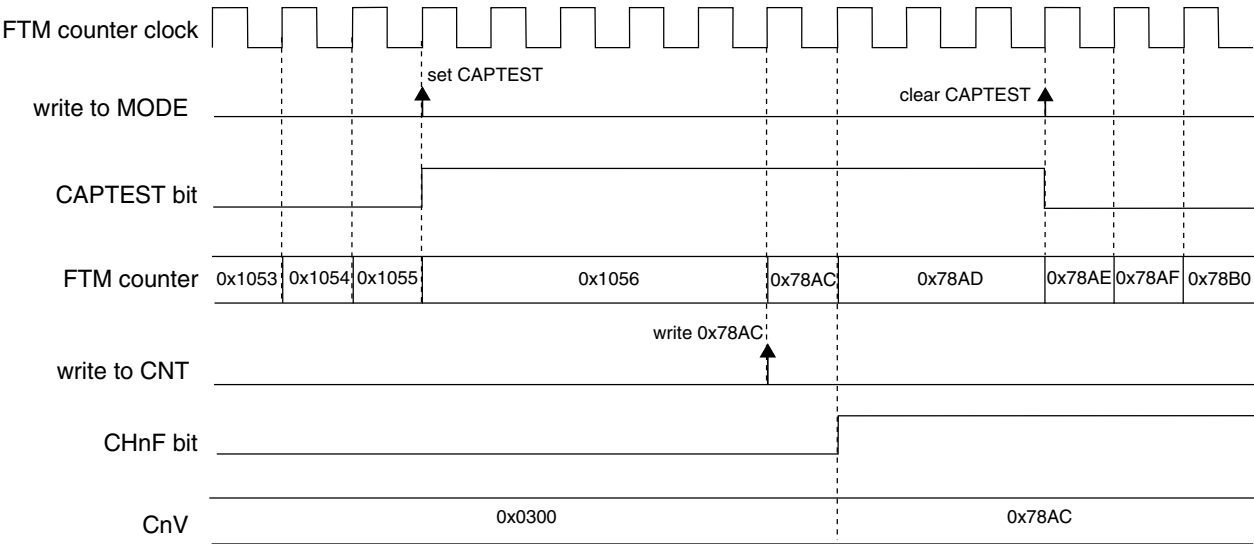 FTM counter clock
set CAPTEST
write to MODE
clear CAPTEST
CAPTEST bit
FTM counter 0x1053 0x1054 0x1055 0x1056 0x78AC 0x78AD 0x78AE 0x78AF 0x78B0
write 0x78AC
write to CNT
CHnF bit
CnV 0x0300 0x78AC